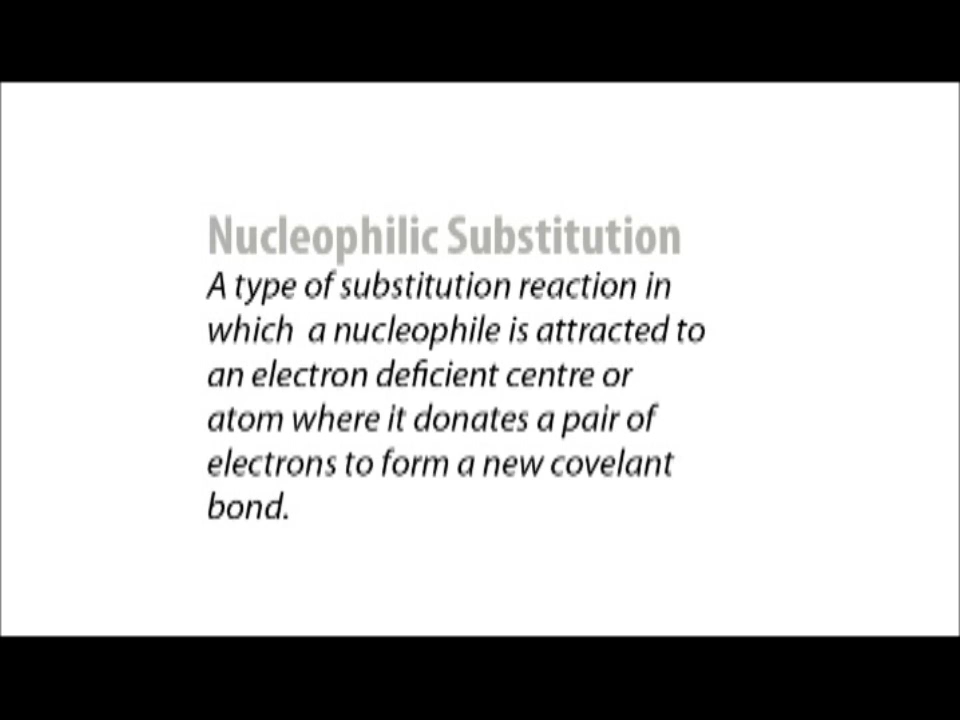 Nucleophilic Substitution
A type of substitution reaction in
which a nucleophile is attracted to
an electron deficient centre or
atom where it donates a pair of
electrons to form a new covelant
bond.